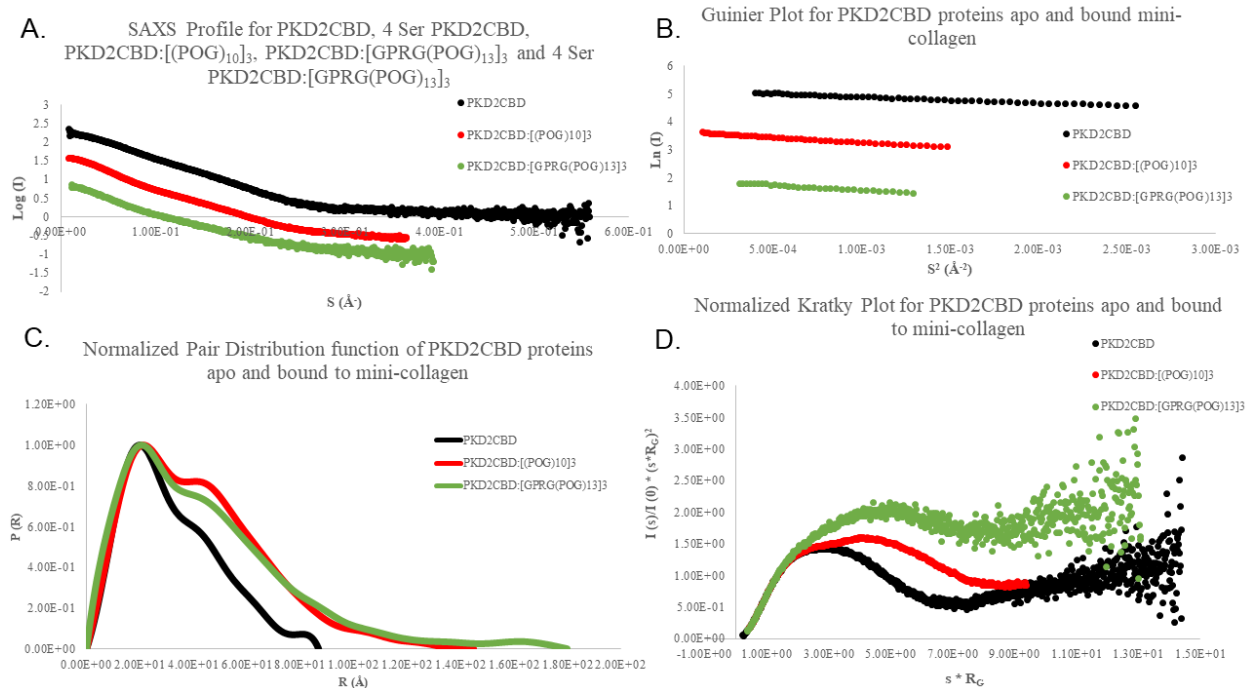 A.
SAXS Profile for PKD2CBD, 4 Ser PKD2CBD,
PKD2CBD:[(POG)₁₀]₃, PKD2CBD:[GPRG(POG)₁₃]₃ and 4 Ser
PKD2CBD:[GPRG(POG)₁₃]₃
PKD2CBD
PKD2CBD:[(POG)10]3
PKD2CBD:[GPRG(POG)13]3
Log (I)
3
2.5
2
1.5
1
0.5
0
-0.5
-1
-1.5
-2
0.00E+00
1.00E-01
2.00E-01
4.00E-01
5.00E-01
6.00E-01
S (Å-)
B.
Guinier Plot for PKD2CBD proteins apo and bound mini-
collagen
Ln (I)
6
5
4
3
2
1
0
PKD2CBD
PKD2CBD:[(POG)10]3
PKD2CBD:[GPRG(POG)13]3
0.00E+00
5.00E-04
1.00E-03
1.50E-03
2.00E-03
2.50E-03
3.00E-03
S² (Å⁻²)
C.
Normalized Pair Distribution function of PKD2CBD proteins
apo and bound to mini-collagen
P (R)
1.20E+00
1.00E+00
8.00E-01
6.00E-01
4.00E-01
2.00E-01
0.00E+00
PKD2CBD
PKD2CBD:[(POG)10]3
PKD2CBD:[GPRG(POG)13]3
0.00E+00 2.00E+01 4.00E+01 6.00E+01 8.00E+01 1.00E+02 1.20E+02 1.40E+02 1.60E+02 1.80E+02 2.00E+02 2.20E+02
R (Å)
D.
Normalized Kratky Plot for PKD2CBD proteins apo and bound
to mini-collagen
PKD2CBD
PKD2CBD:[(POG)10]3
PKD2CBD:[GPRG(POG)13]3
I (s)/I (0) * (s*R_G)²
4.00E+00
3.50E+00
3.00E+00
2.50E+00
2.00E+00
1.50E+00
1.00E+00
5.00E-01
0.00E+00
-1.00E+00
1.00E+00
3.00E+00
5.00E+00
7.00E+00
9.00E+00
1.10E+01
1.30E+01
1.50E+01
s * R_G